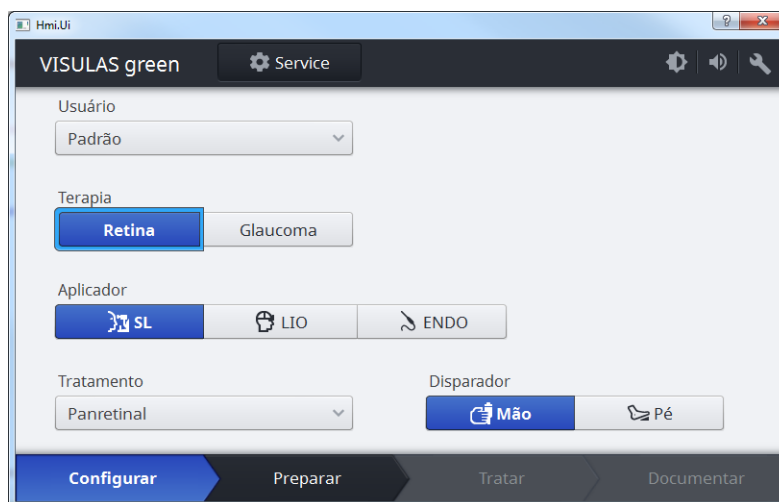 Hmi.Ui
VISULAS green
Service
Usuário
Padrão
Terapia
Retina Glaucoma
Aplicador
SL LIO ENDO
Tratamento Disparador
Panretinal Mão Pé
Configurar Preparar Tratar Documentar